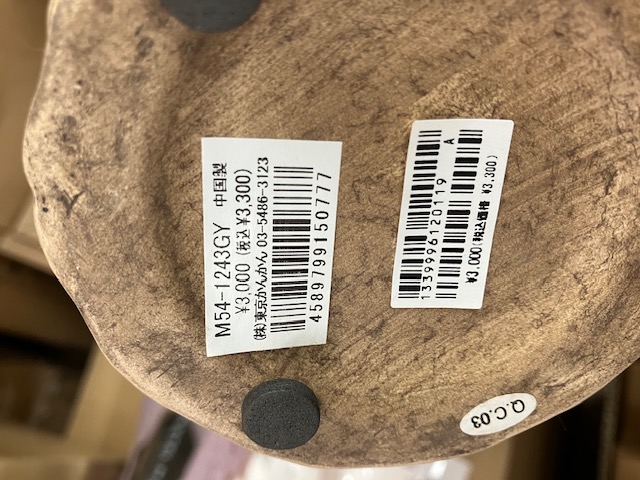 M54-1243GY 中国製
¥3,000 (税込¥3,300)
(株)東京かんかん 03-5486-3123
4589799150777
A
1339996120119
¥3,000(税込価格 ¥3,300)
Q.C.03